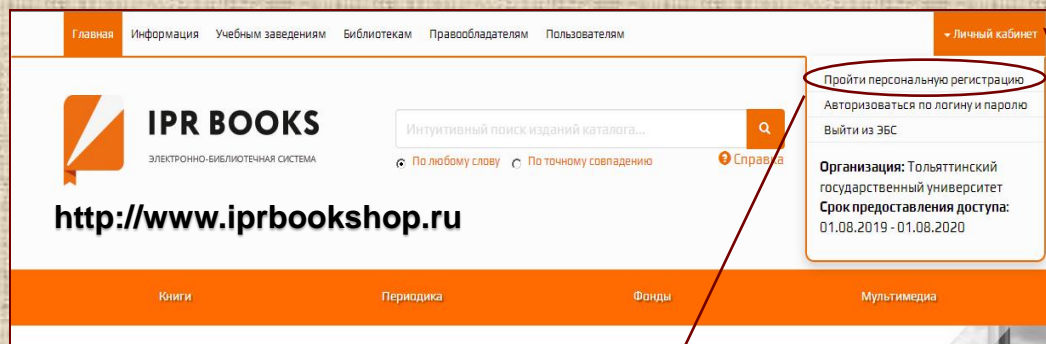 Главная Информация Учебным заведениям Библиотекам Правообладателям Пользователям Личный кабинет
Пройти персональную регистрацию
Авторизоваться по логину и паролю
Выйти из ЭБС
Организация: Тольяттинский
государственный университет
Срок предоставления доступа:
01.08.2019 - 01.08.2020
IPR BOOKS
ЭЛЕКТРОННО-БИБЛИОТЕЧНАЯ СИСТЕМА
Интуитивный поиск изданий каталога...
По любому слову По точному совпадению Справка
http://www.iprbookshop.ru
Книги Периодика Фонды Мультимедиа